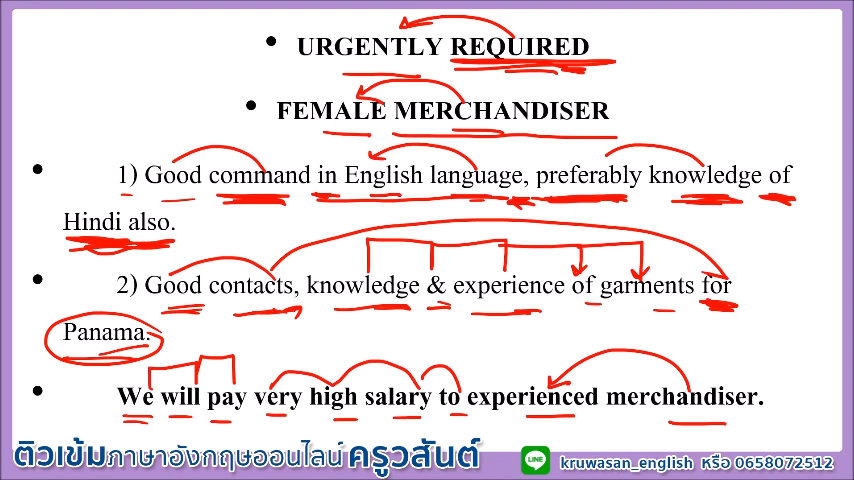 • URGENTLY REQUIRED
• FEMALE MERCHANDISER
• 1) Good command in English language, preferably knowledge of
Hindi also.
• 2) Good contacts, knowledge & experience of garments for
Panama.
• We will pay very high salary to experienced merchandiser.
ติวเข้มภาษาอังกฤษออนไลน์ ครูวสันต์
LINE kruwasan_english หรือ 0658072512